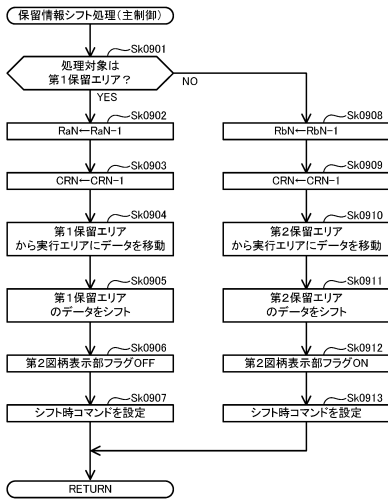 保留情報シフト処理(主制御)
Sk0901
処理対象は
第1保留エリア?
NO
YES
Sk0902
RaN←RaN-1
Sk0903
CRN←CRN-1
Sk0904
第1保留エリア
から実行エリアにデータを移動
Sk0905
第1保留エリア
のデータをシフト
Sk0906
第2図柄表示部フラグOFF
Sk0907
シフト時コマンドを設定
Sk0908
RbN←RbN-1
Sk0909
CRN←CRN-1
Sk0910
第2保留エリア
から実行エリアにデータを移動
Sk0911
第2保留エリア
のデータをシフト
Sk0912
第2図柄表示部フラグON
Sk0913
シフト時コマンドを設定
RETURN